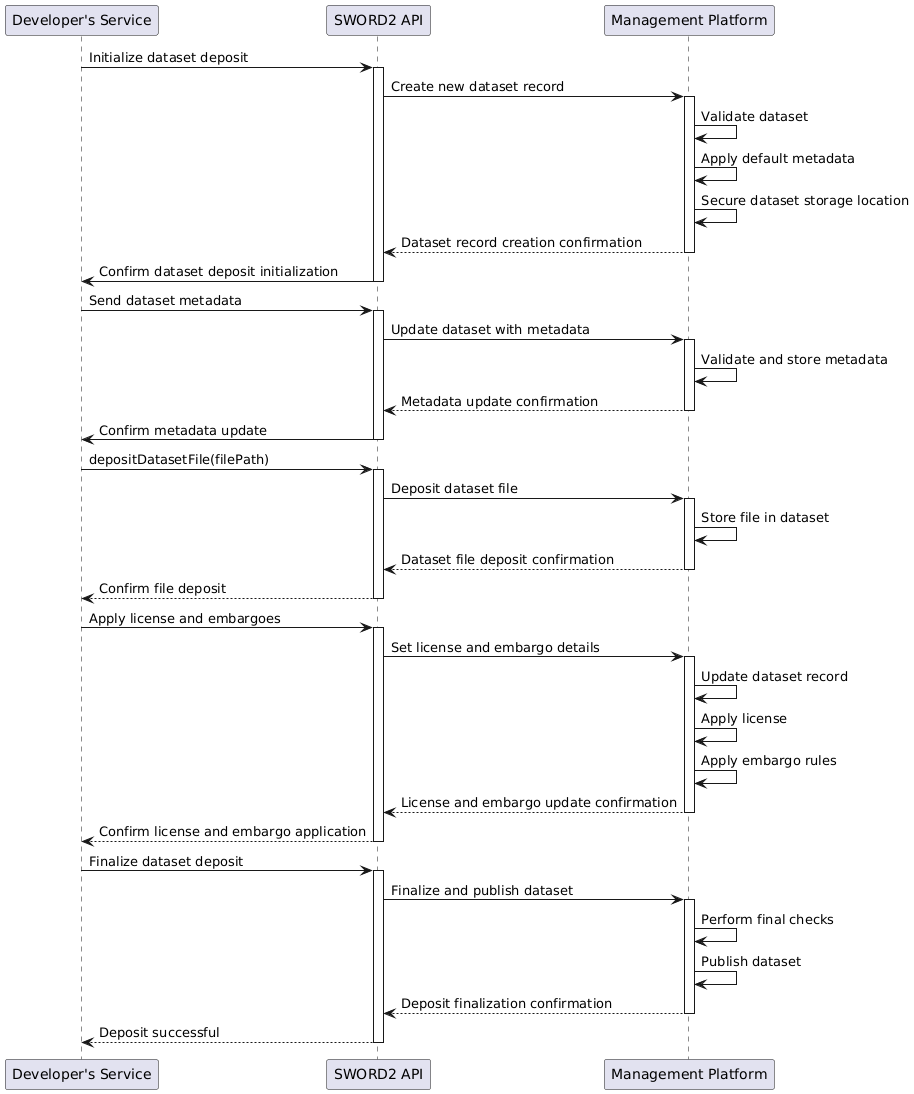 Developer's Service
SWORD2 API
Management Platform
Initialize dataset deposit
Create new dataset record
Validate dataset
Apply default metadata
Secure dataset storage location
Dataset record creation confirmation
Confirm dataset deposit initialization
Send dataset metadata
Update dataset with metadata
Validate and store metadata
Metadata update confirmation
Confirm metadata update
depositDatasetFile(filePath)
Deposit dataset file
Store file in dataset
Dataset file deposit confirmation
Confirm file deposit
Apply license and embargoes
Set license and embargo details
Update dataset record
Apply license
Apply embargo rules
License and embargo update confirmation
Confirm license and embargo application
Finalize dataset deposit
Finalize and publish dataset
Perform final checks
Publish dataset
Deposit finalization confirmation
Deposit successful
Developer's Service
SWORD2 API
Management Platform